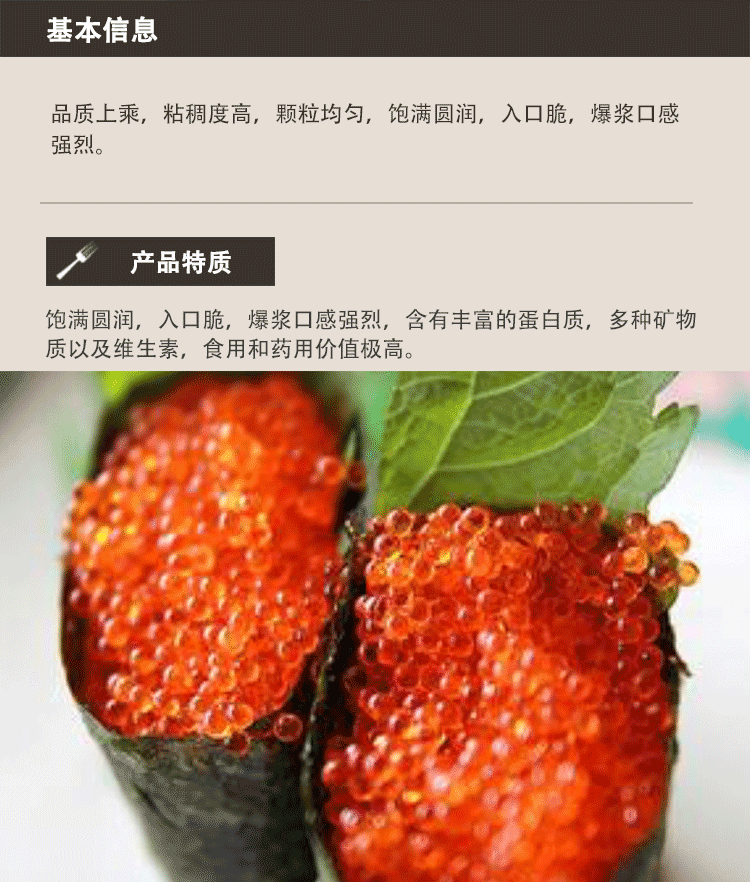 基本信息
品质上乘，粘稠度高，颗粒均匀，饱满圆润，入口脆，爆浆口感
强烈。
产品特质
饱满圆润，入口脆，爆浆口感强烈，含有丰富的蛋白质，多种矿物
质以及维生素，食用和药用价值极高。